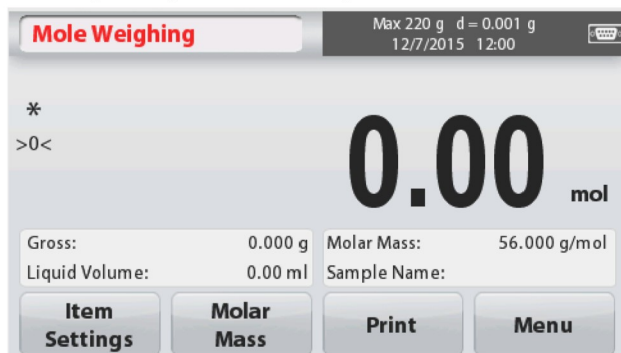 Mole Weighing
Max 220 g d = 0.001 g
12/7/2015 12:00
*
>0<
0.00 mol
Gross: 0.000 g
Liquid Volume: 0.00 ml
Molar Mass: 56.000 g/mol
Sample Name:
Item
Settings
Molar
Mass
Print
Menu